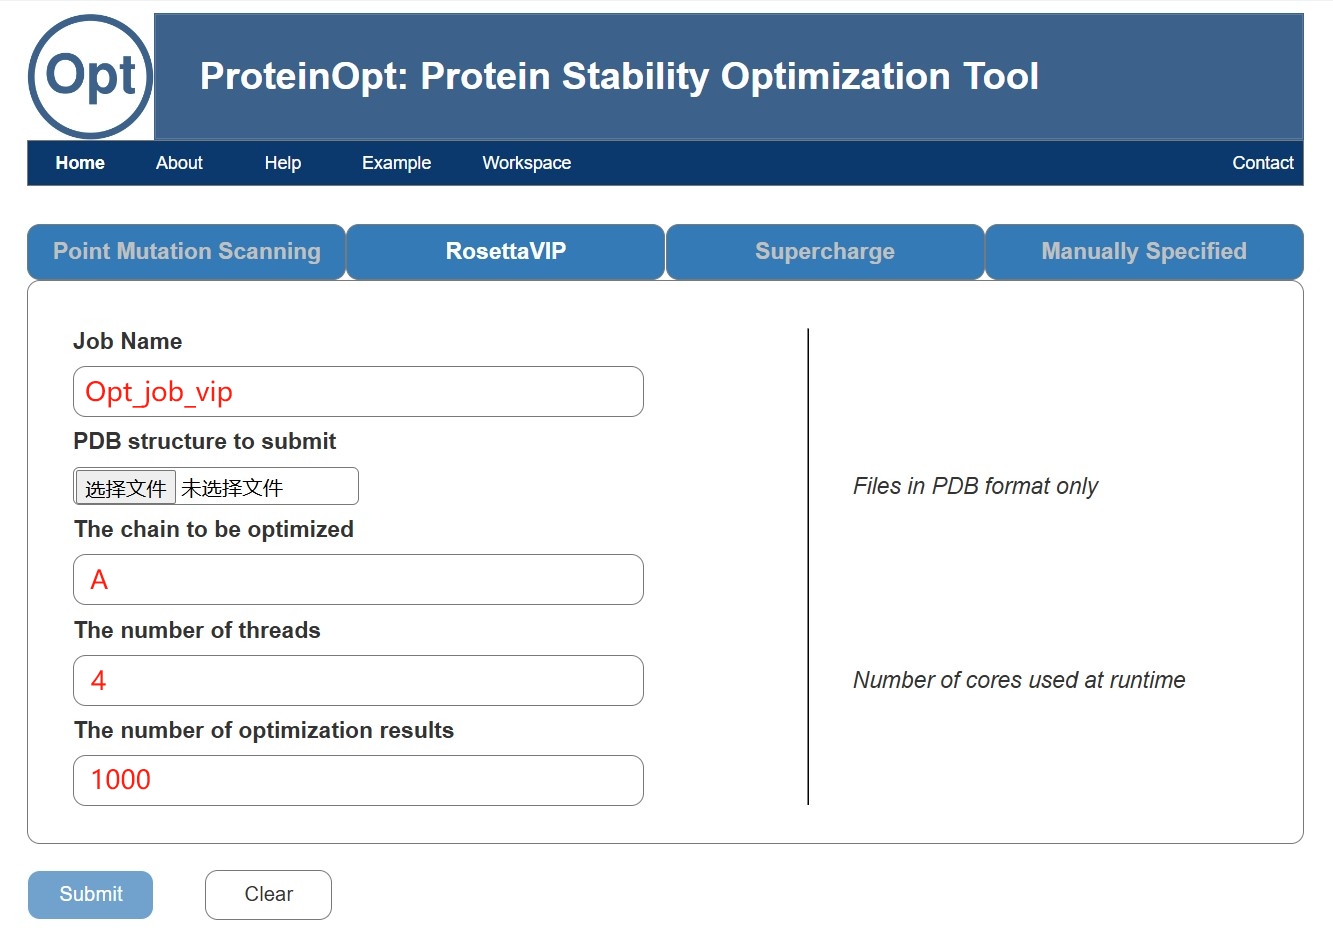 Opt
ProteinOpt: Protein Stability Optimization Tool
Home About Help Example Workspace Contact
Point Mutation Scanning RosettaVIP Supercharge Manually Specified
Job Name
Opt_job_vip
PDB structure to submit
选择文件 未选择文件 Files in PDB format only
The chain to be optimized
A
The number of threads
4 Number of cores used at runtime
The number of optimization results
1000
Submit Clear